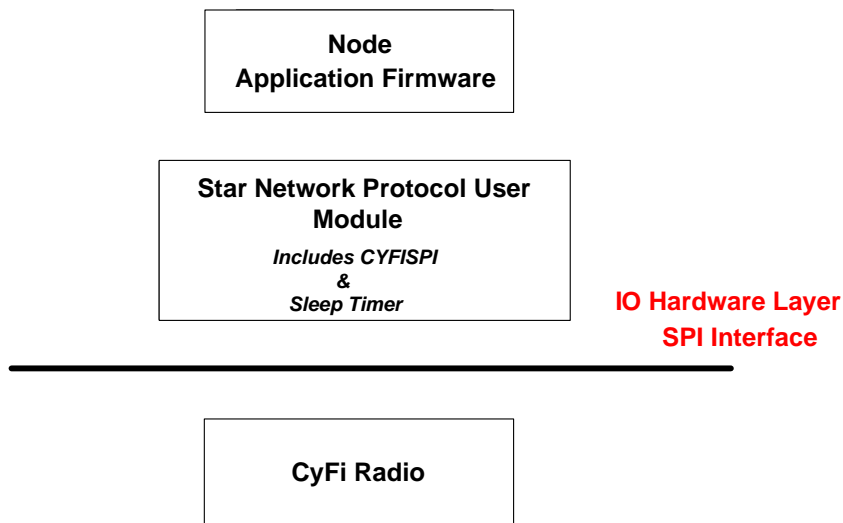 Node
Application Firmware
Star Network Protocol User
Module
Includes CYFISPI
&
Sleep Timer
IO Hardware Layer
SPI Interface
CyFi Radio